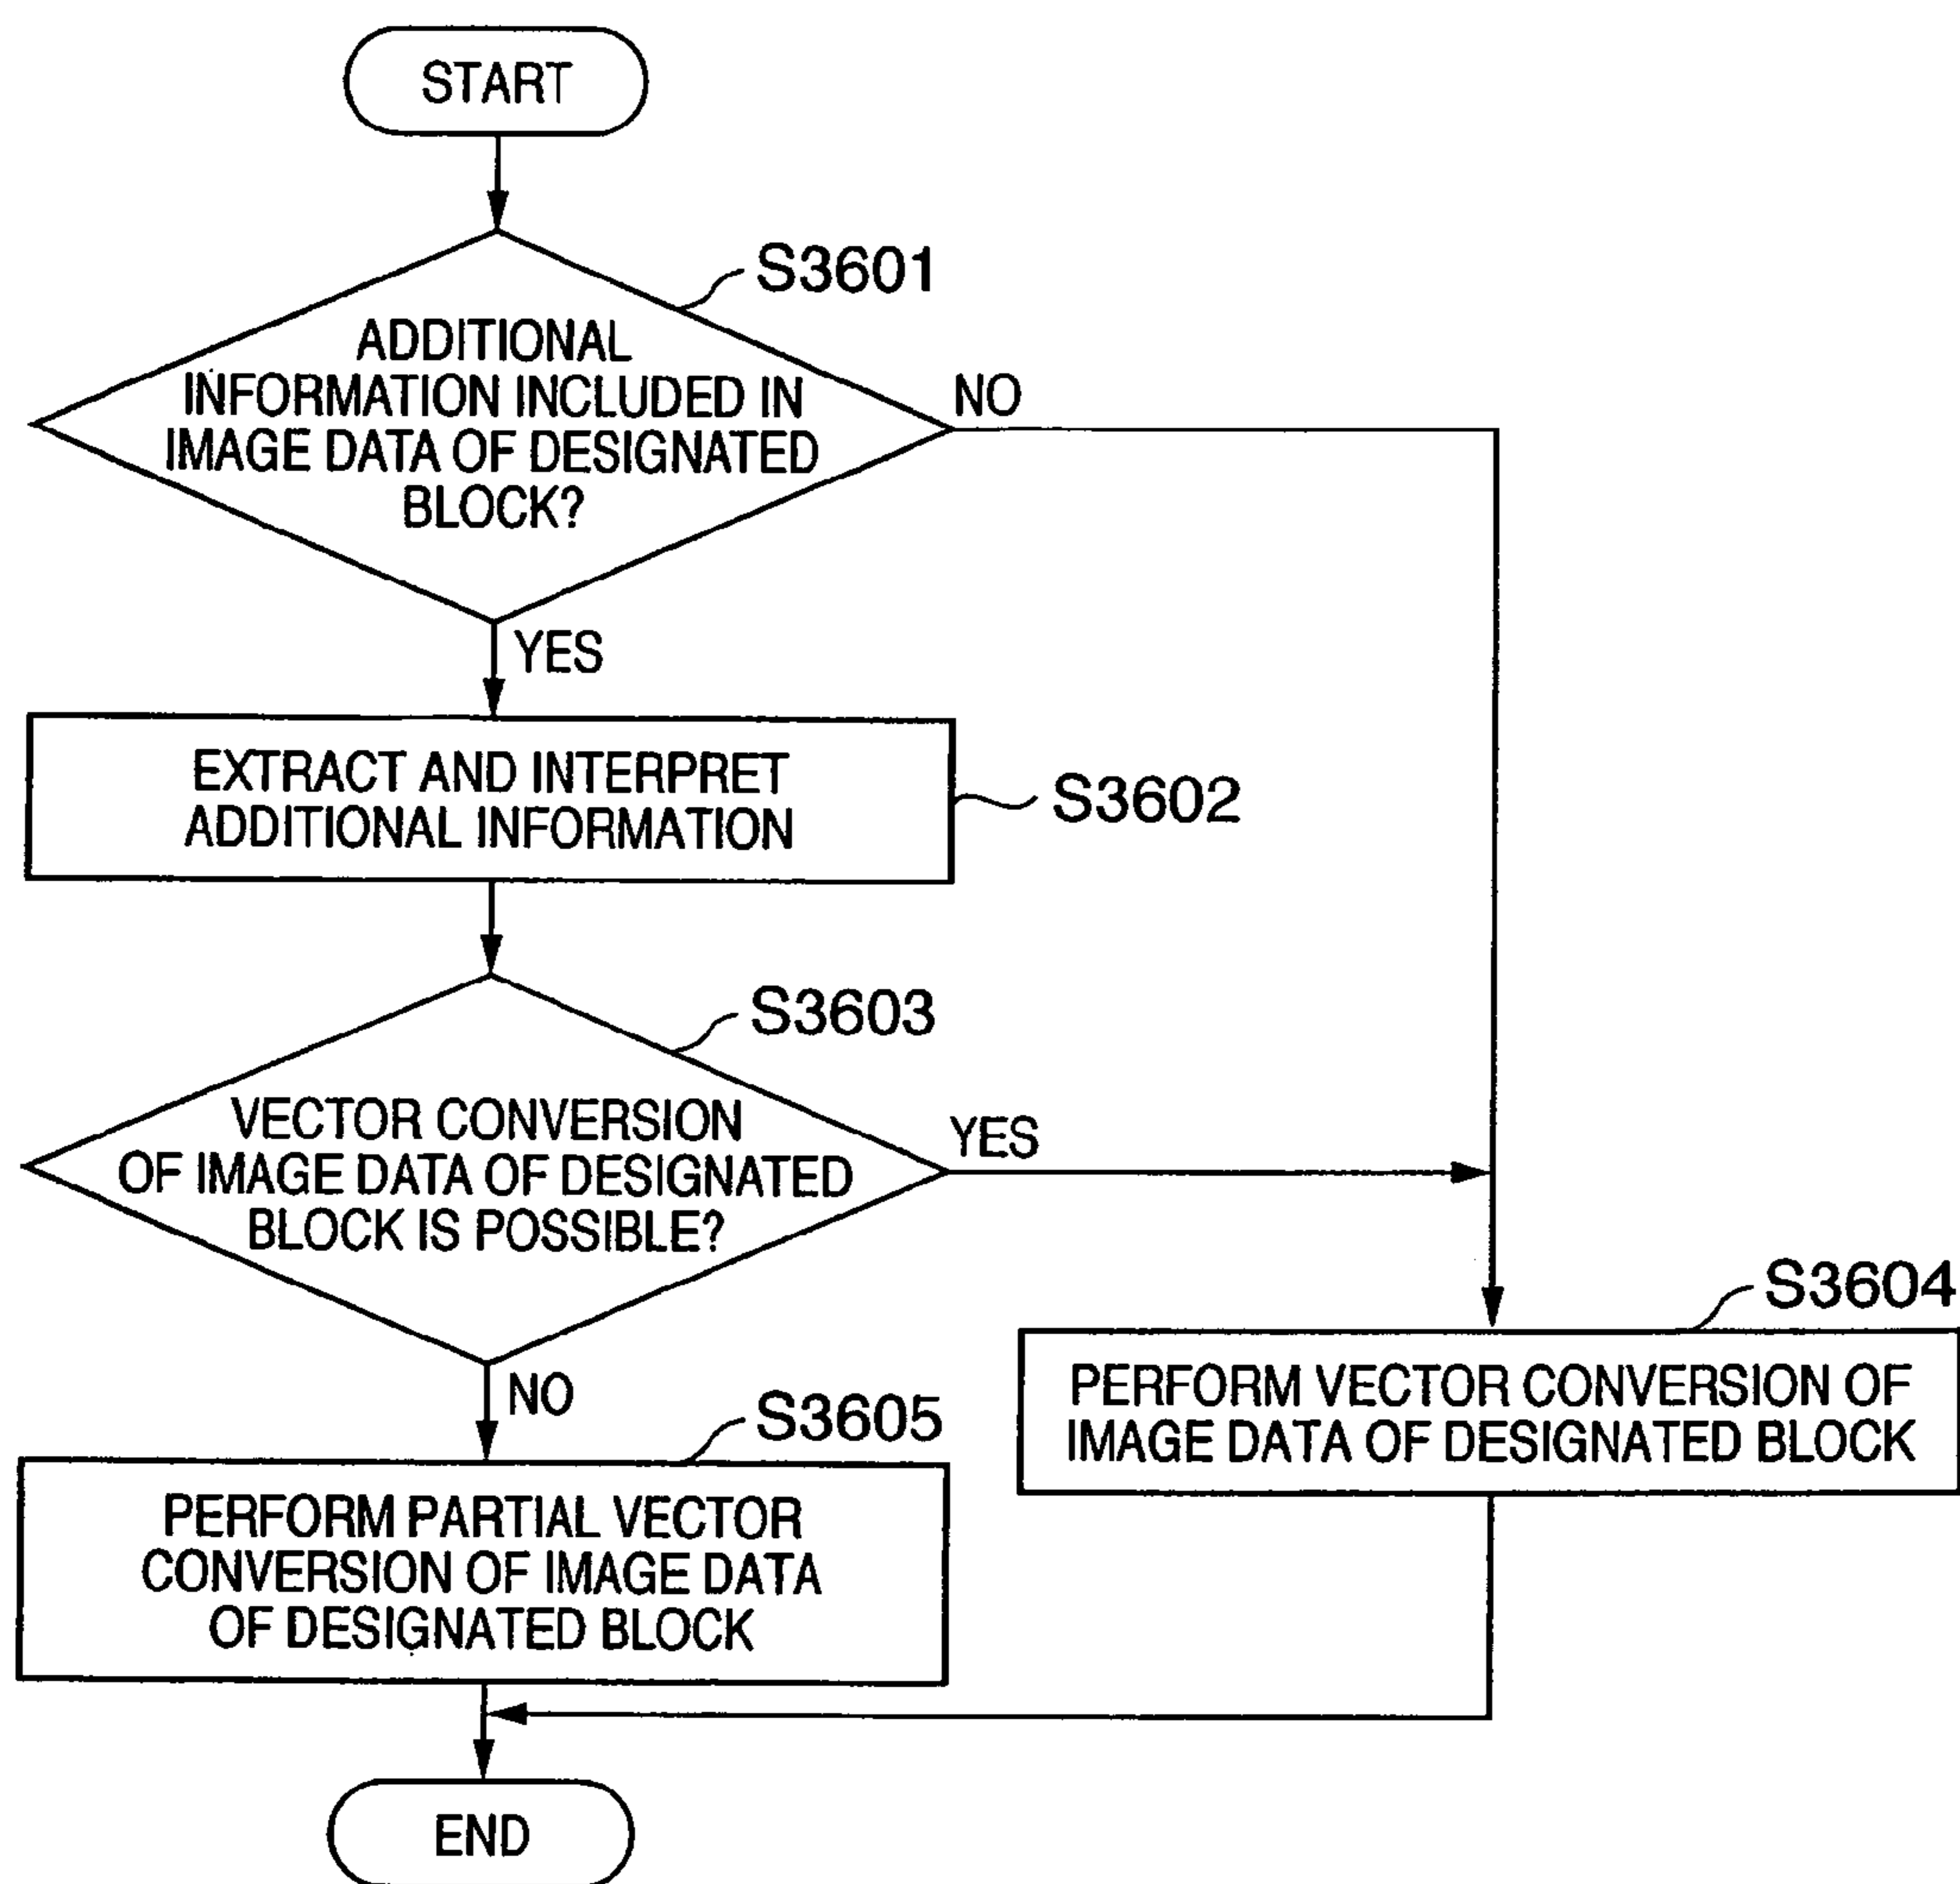 START
S3601
ADDITIONAL
INFORMATION INCLUDED IN
IMAGE DATA OF DESIGNATED
BLOCK?
NO
YES
EXTRACT AND INTERPRET
ADDITIONAL INFORMATION
S3602
S3603
VECTOR CONVERSION
OF IMAGE DATA OF DESIGNATED
BLOCK IS POSSIBLE?
YES
NO
S3604
PERFORM VECTOR CONVERSION OF
IMAGE DATA OF DESIGNATED BLOCK
S3605
PERFORM PARTIAL VECTOR
CONVERSION OF IMAGE DATA
OF DESIGNATED BLOCK
END